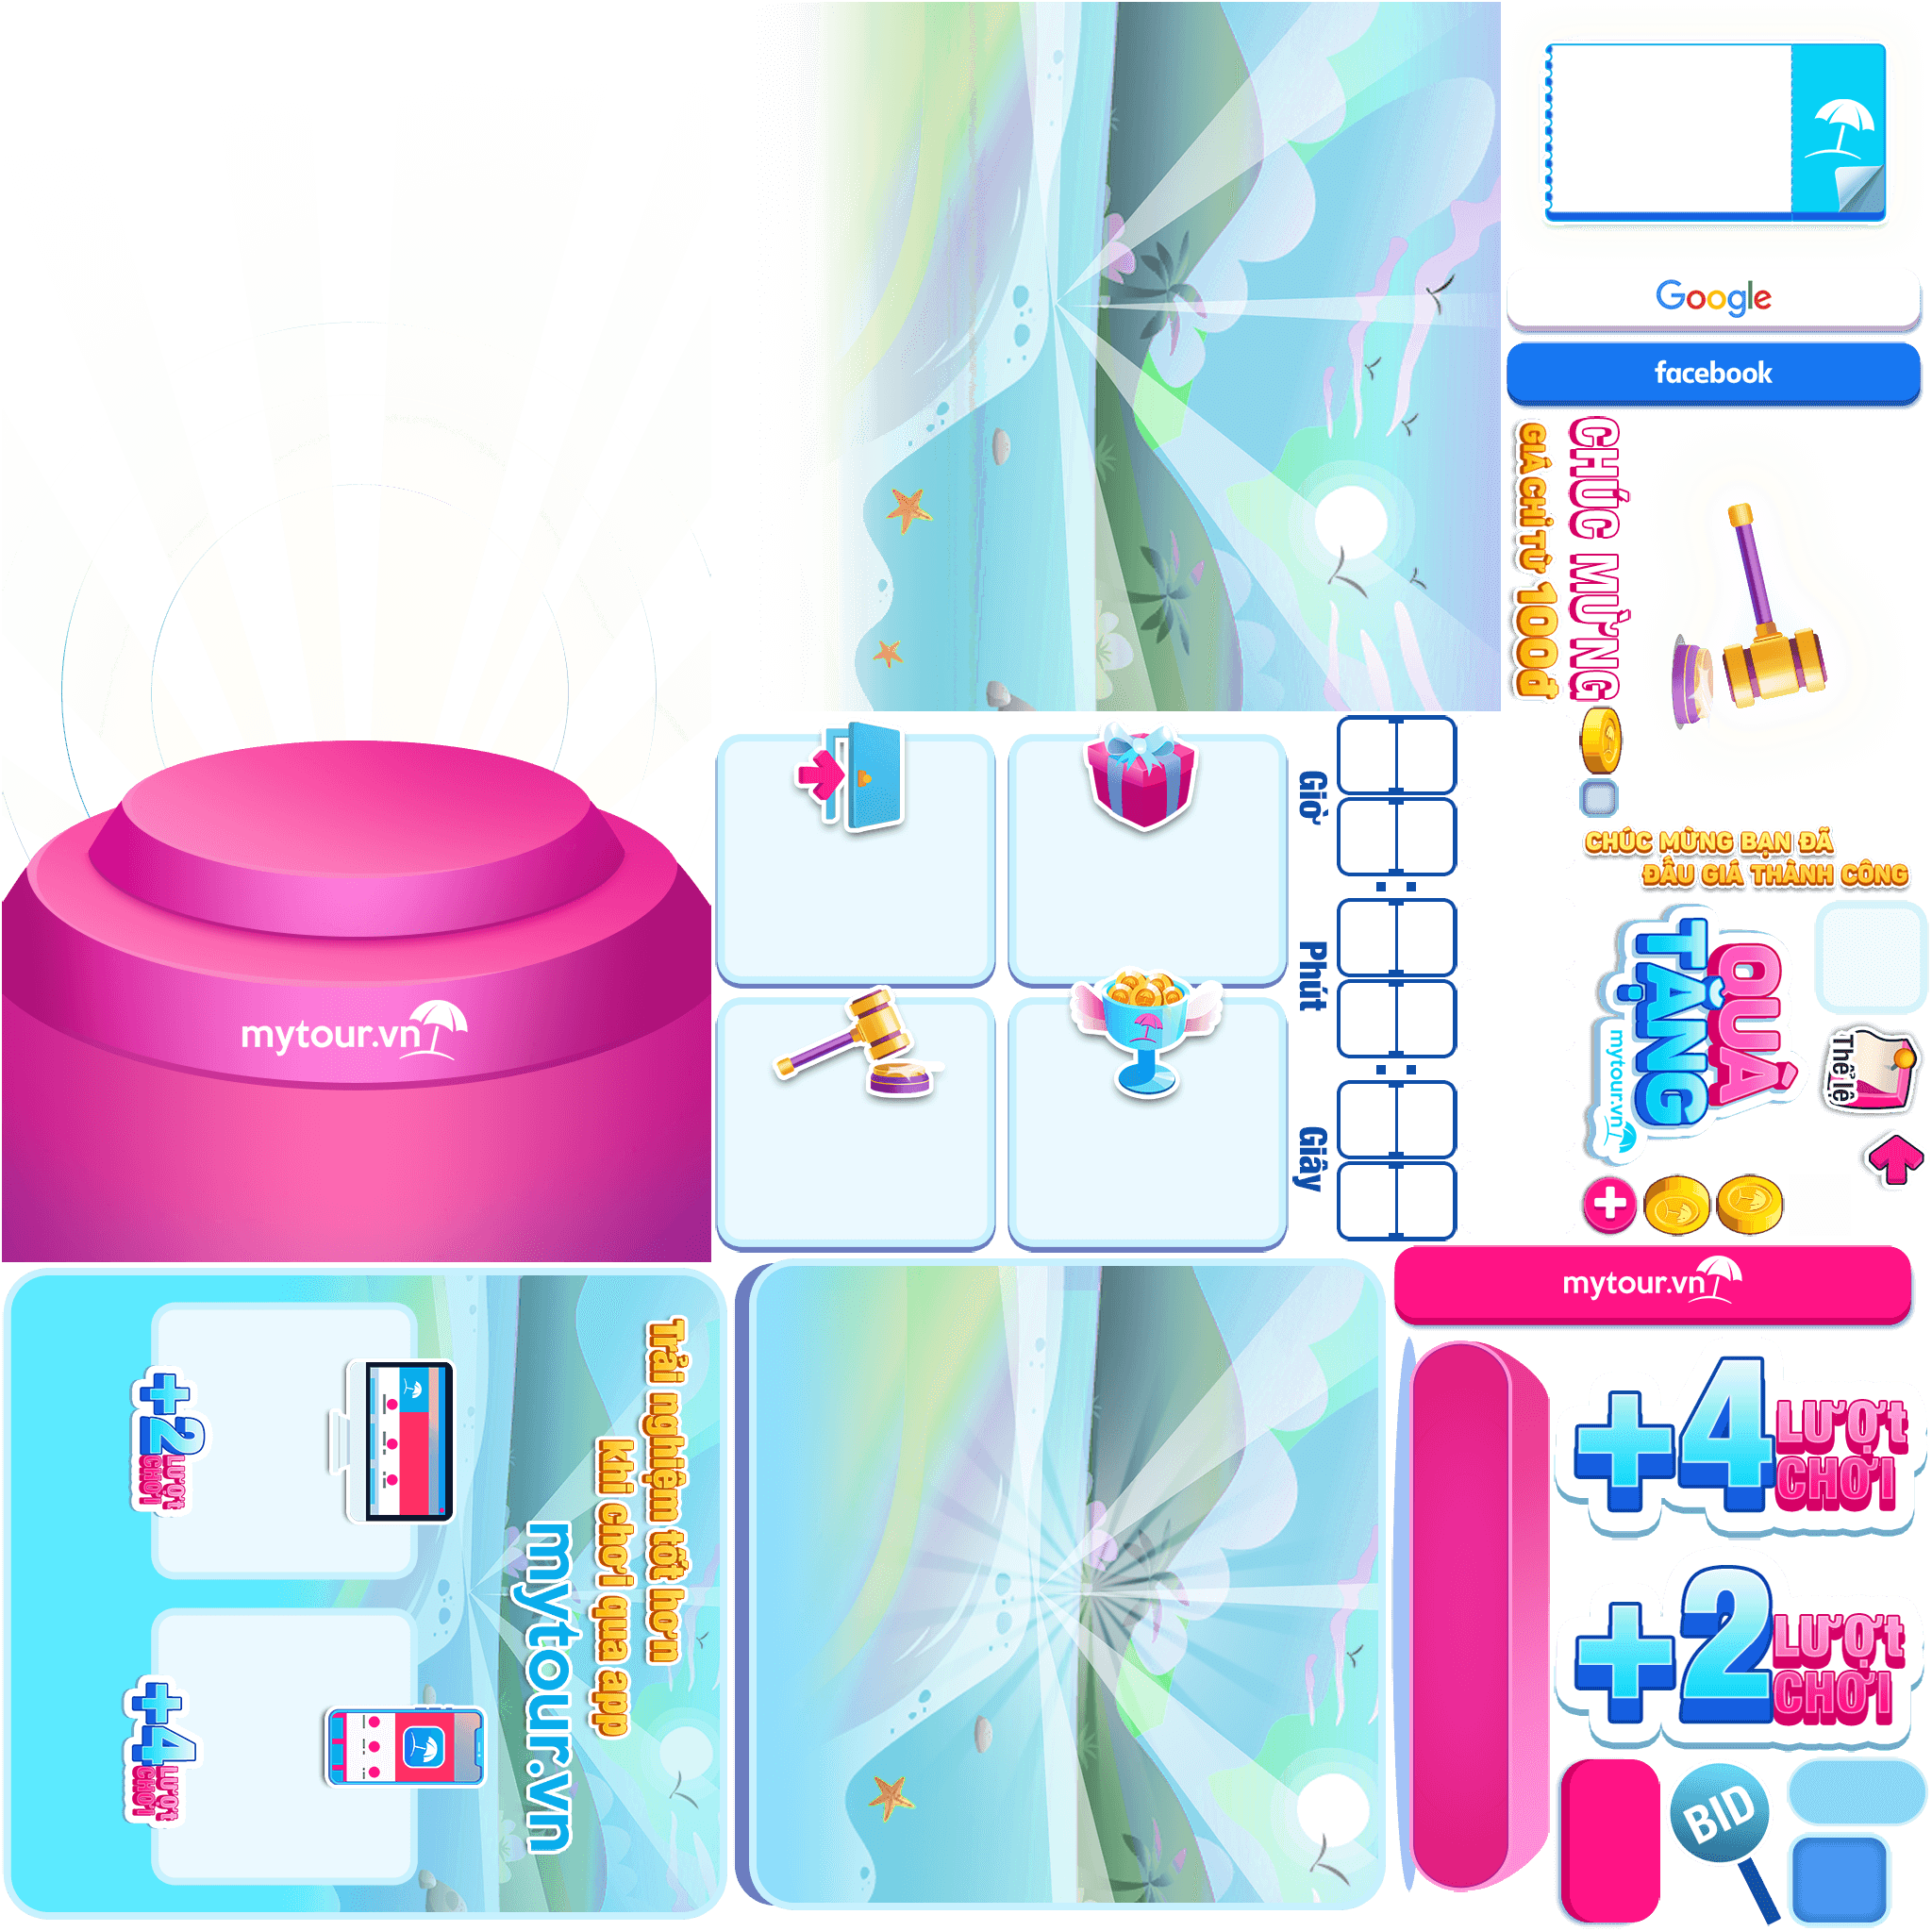 Google
facebook
CHÚC MỪNG
GIÁ CHỈ TỪ 100đ
CHÚC MỪNG BẠN ĐÃ
ĐẤU GIÁ THÀNH CÔNG
QUÀ
TẶNG
mytour.vn
Thể lệ
Giờ
Phút
Giây
mytour.vn
mytour.vn
Trải nghiệm tốt hơn
khi chơi qua app
mytour.vn
+2 LƯỢT
CHƠI
+4 LƯỢT
CHƠI
+4 LƯỢT
CHƠI
+2 LƯỢT
CHƠI
BID